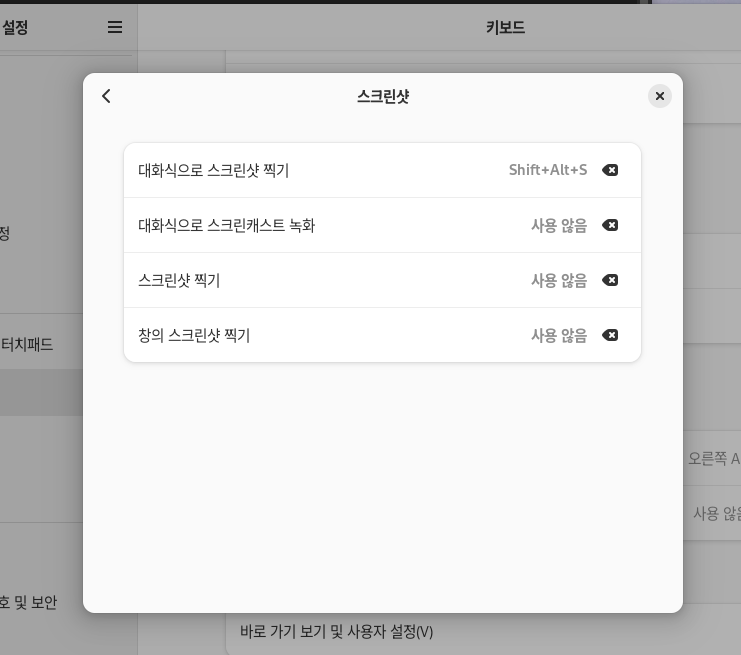 설정
키보드
스크린샷
대화식으로 스크린샷 찍기
Shift+Alt+S
대화식으로 스크린캐스트 녹화
사용 않음
스크린샷 찍기
사용 않음
창의 스크린샷 찍기
사용 않음
정
터치패드
오른쪽 A
사용 않음
호 및 보안
바로 가기 보기 및 사용자 설정(V)